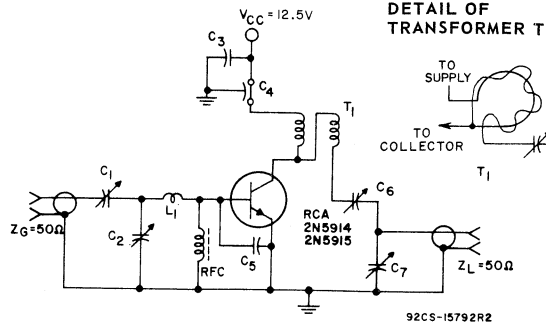 DETAIL OF
TRANSFORMER T
VCC = 12.5V
C3
C4
T1
TO
SUPPLY
TO
COLLECTOR
T1
C1
L1
C2
RFC
C5
C6
RCA
2N5914
2N5915
C7
ZG=50Ω
ZL=50Ω
92CS-15792R2